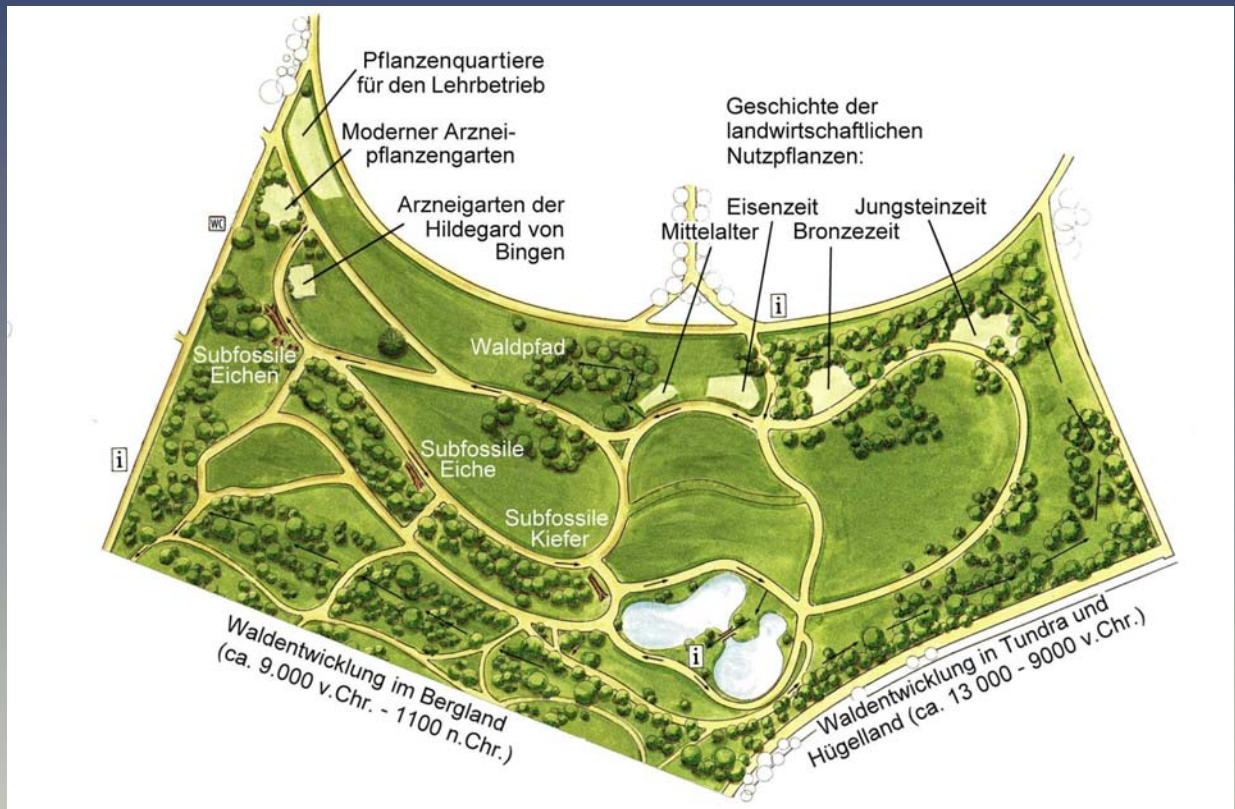 Pflanzenquartiere
für den Lehrbetrieb
Moderner Arznei-
pflanzengarten
Arzneigarten der
Hildegard von
Bingen
WC
Geschichte der
landwirtschaftlichen
Nutzpflanzen:
Mittelalter
Eisenzeit
Bronzezeit
Jungsteinzeit
i
Waldpfad
Subfossile
Eichen
i
Subfossile
Eiche
Subfossile
Kiefer
i
Waldentwicklung im Bergland
(ca. 9.000 v.Chr. - 1100 n.Chr.)
Waldentwicklung in Tundra und
Hügelland (ca. 13 000 - 9000 v.Chr.)